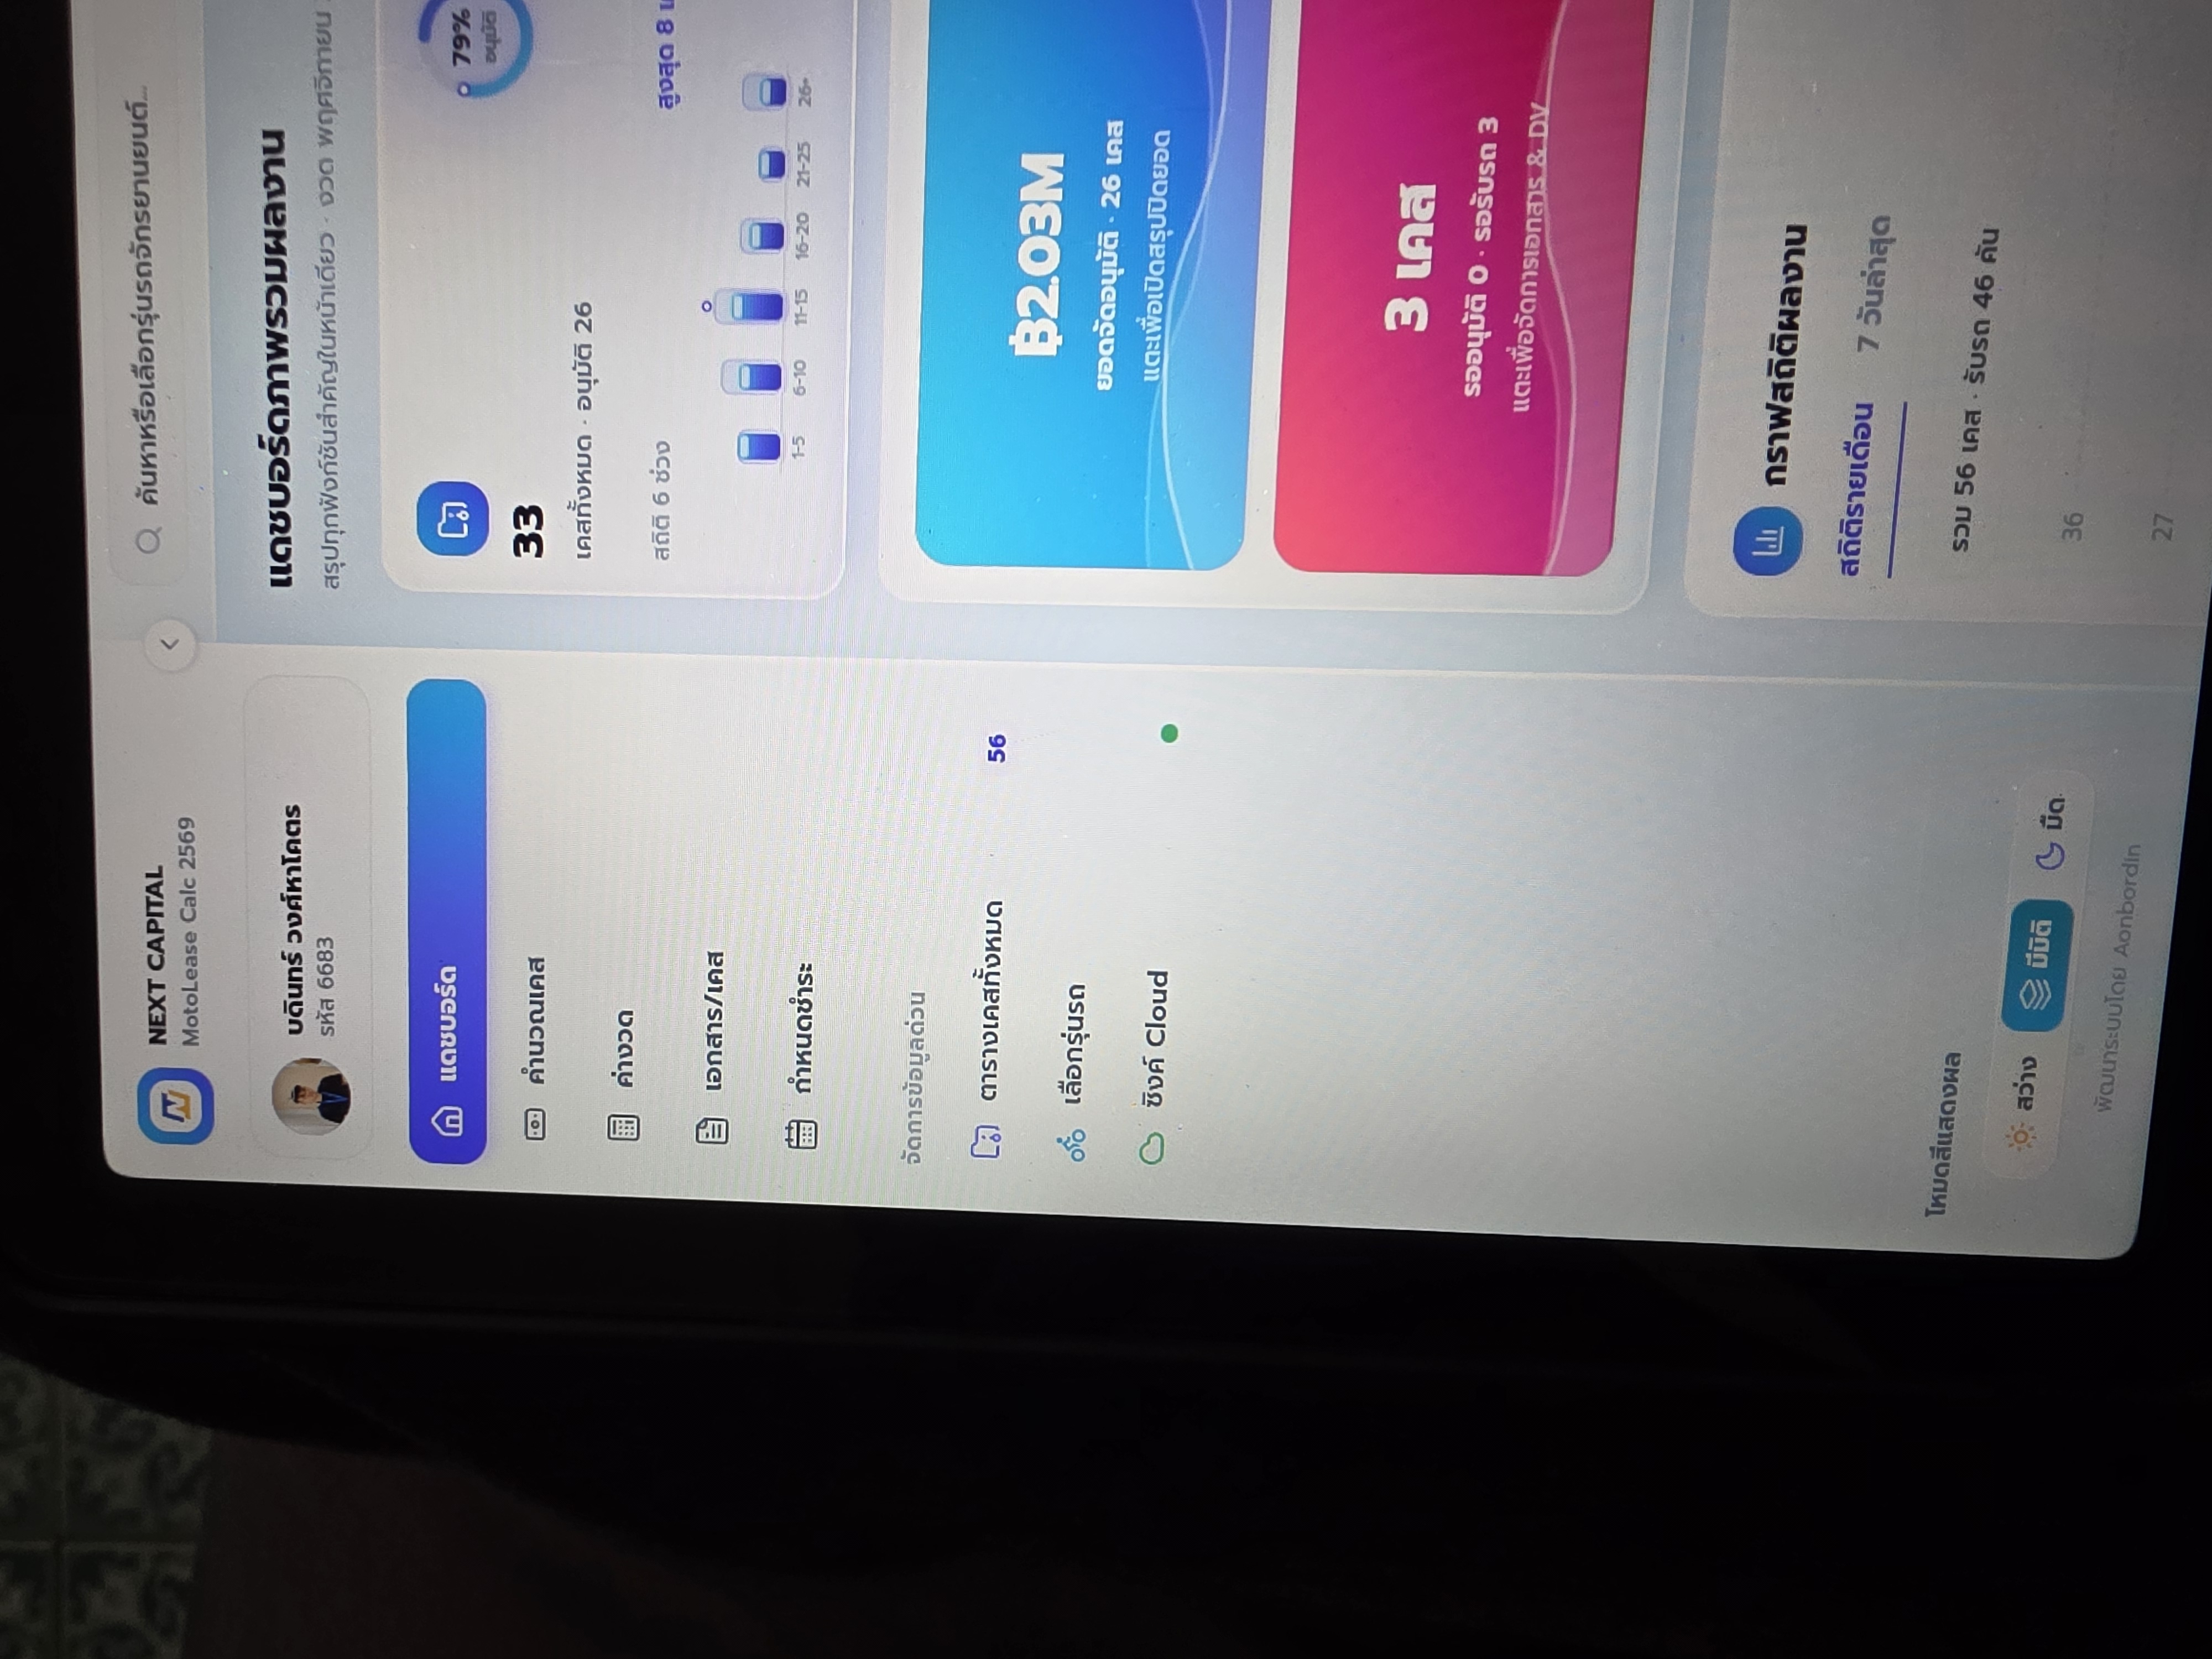 NEXT CAPITAL
MotoLease Calc 2569
บดินทร์ วงศ์หาโคตร
รหัส 6683
แดชบอร์ด
คำนวณเคส
ค่างวด
เอกสาร/เคส
กำหนดชำระ
จัดการข้อมูลด่วน
ตารางเคสทั้งหมด 56
เลือกรุ่นรถ
ซิงค์ Cloud
โหมดสีแสดงผล
สว่าง มีมิติ มืด
พัฒนาระบบโดย Aonbordin
ค้นหาหรือเลือกรุ่นรถจักรยานยนต์...
แดชบอร์ดภาพรวมผลงาน
สรุปทุกฟังก์ชันสำคัญในหน้าเดียว · งวด พฤศจิกายน
79%
อนุมัติ
33
เคสทั้งหมด · อนุมัติ 26
สถิติ 6 ช่วง สูงสุด 8
1-5 6-10 11-15 16-20 21-25 26+
฿2.03M
ยอดจัดอนุมัติ · 26 เคส
แตะเพื่อเปิดสรุปปิดยอด
3 เคส
รออนุมัติ 0 · รอรับรถ 3
แตะเพื่อจัดการเอกสาร & DV
กราฟสถิติผลงาน
สถิติรายเดือน 7 วันล่าสุด
รวม 56 เคส · รับรถ 46 คัน
36
27